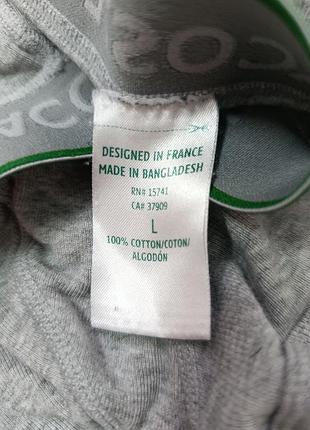 DESIGNED IN FRANCE
MADE IN BANGLADESH
RN# 15741
CA# 37909
L
100% COTTON/COTON/
ALGODÓN